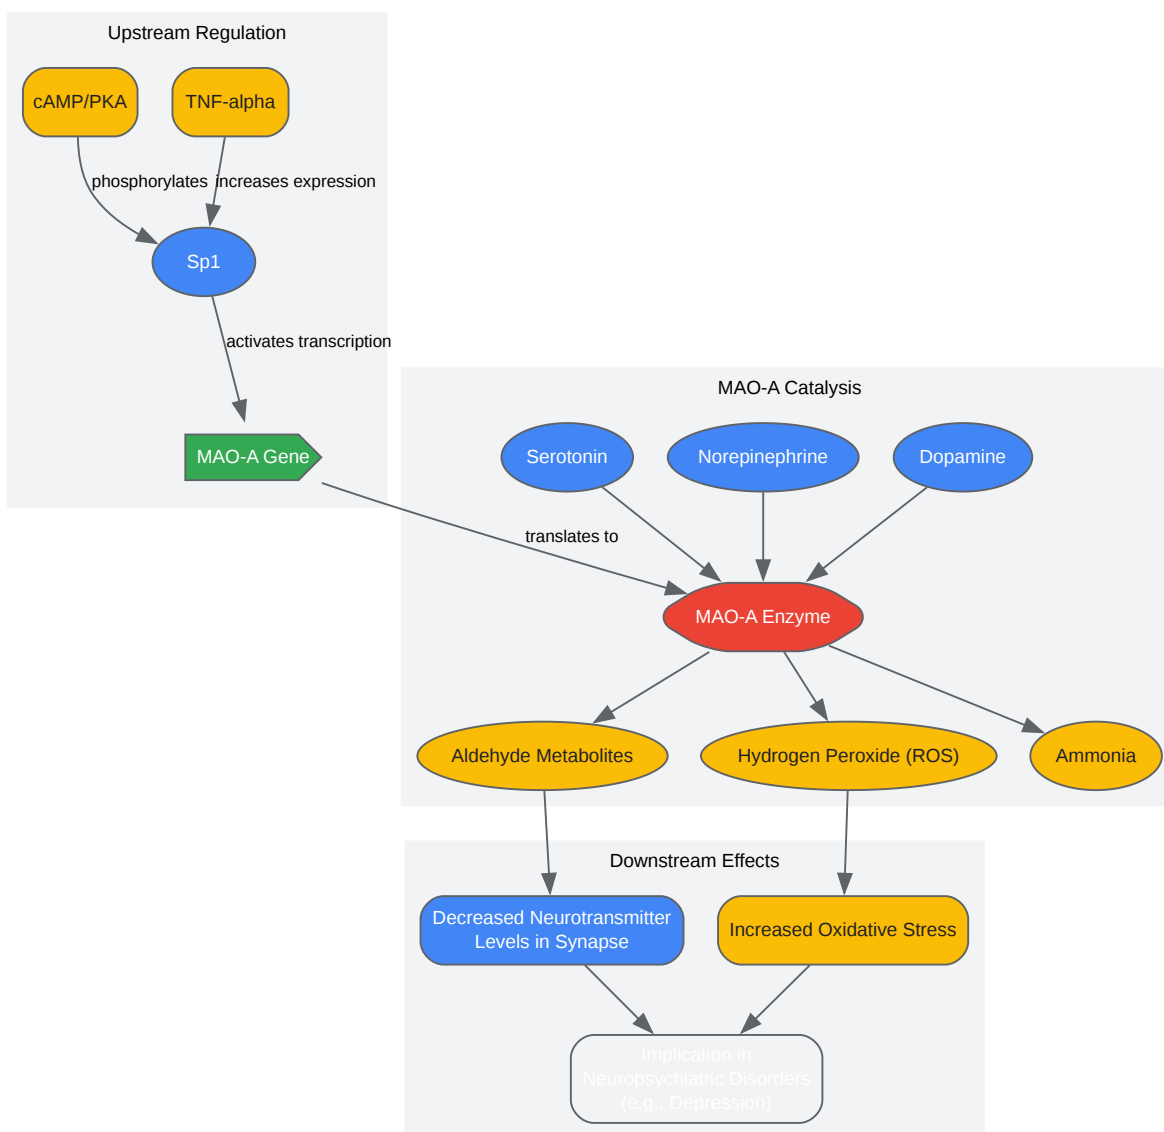 Upstream Regulation
cAMP/PKA
TNF-alpha
phosphorylates
increases expression
Sp1
activates transcription
MAO-A Gene
MAO-A Catalysis
Serotonin
Norepinephrine
Dopamine
translates to
MAO-A Enzyme
Aldehyde Metabolites
Hydrogen Peroxide (ROS)
Ammonia
Downstream Effects
Decreased Neurotransmitter
Levels in Synapse
Increased Oxidative Stress
Implication in
Neuropsychiatric Disorders
(e.g., Depression)